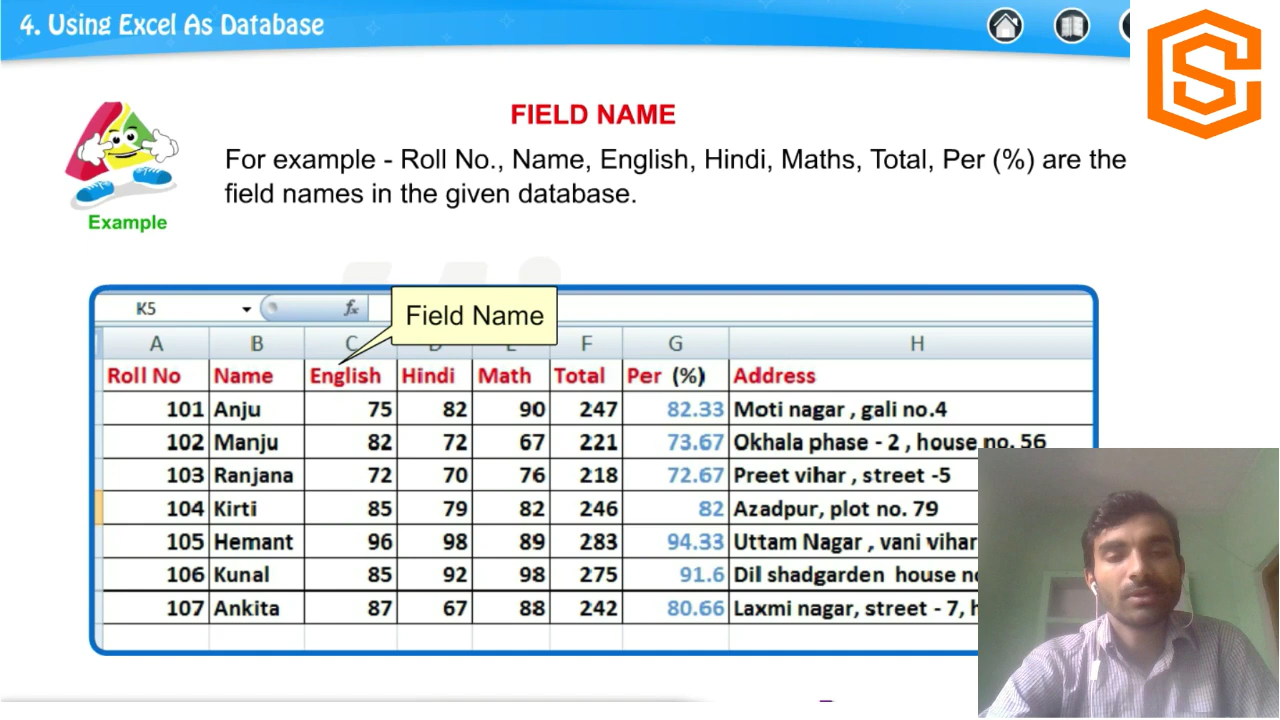 4. Using Excel As Database
FIELD NAME
For example - Roll No., Name, English, Hindi, Maths, Total, Per (%) are the
field names in the given database.
Example
K5 fx
Field Name
A B C F G H
Roll No Name English Hindi Math Total Per (%) Address
101 Anju 75 82 90 247 82.33 Moti nagar , gali no.4
102 Manju 82 72 67 221 73.67 Okhala phase - 2 , house no. 56
103 Ranjana 72 70 76 218 72.67 Preet vihar , street -5
104 Kirti 85 79 82 246 82 Azadpur, plot no. 79
105 Hemant 96 98 89 283 94.33 Uttam Nagar , vani vihar
106 Kunal 85 92 98 275 91.6 Dil shadgarden house
107 Ankita 87 67 88 242 80.66 Laxmi nagar, street - 7,